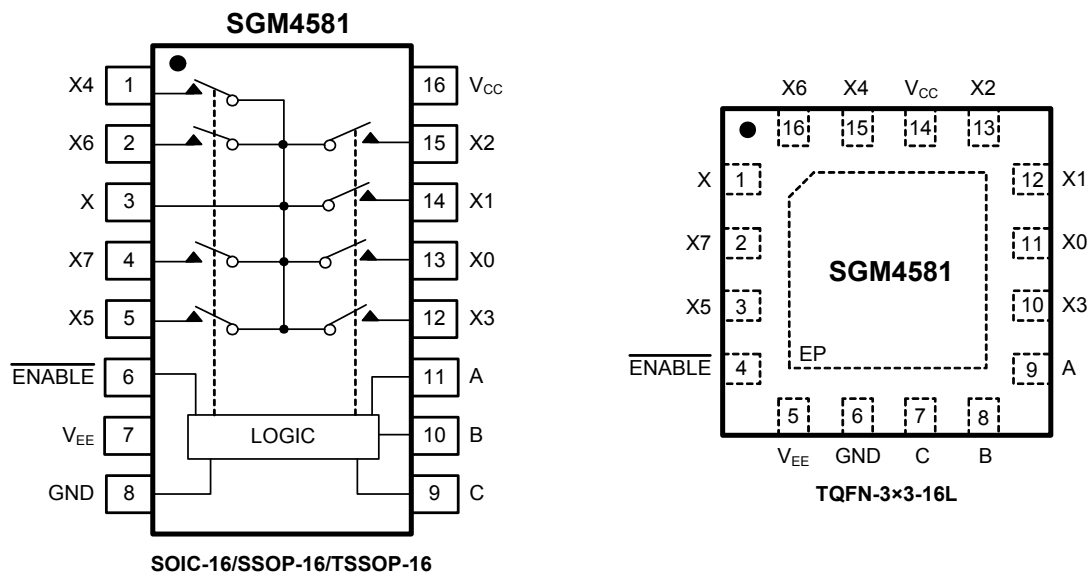 SGM4581
X4 1 16 VCC
X6 2 15 X2
X 3 14 X1
X7 4 13 X0
X5 5 12 X3
ENABLE 6 11 A
VEE 7 LOGIC 10 B
GND 8 9 C
SOIC-16/SSOP-16/TSSOP-16
X6 X4 VCC X2
16 15 14 13
X 1 12 X1
X7 2 11 X0
SGM4581
X5 3 10 X3
EP
ENABLE 4 9 A
5 6 7 8
VEE GND C B
TQFN-3×3-16L